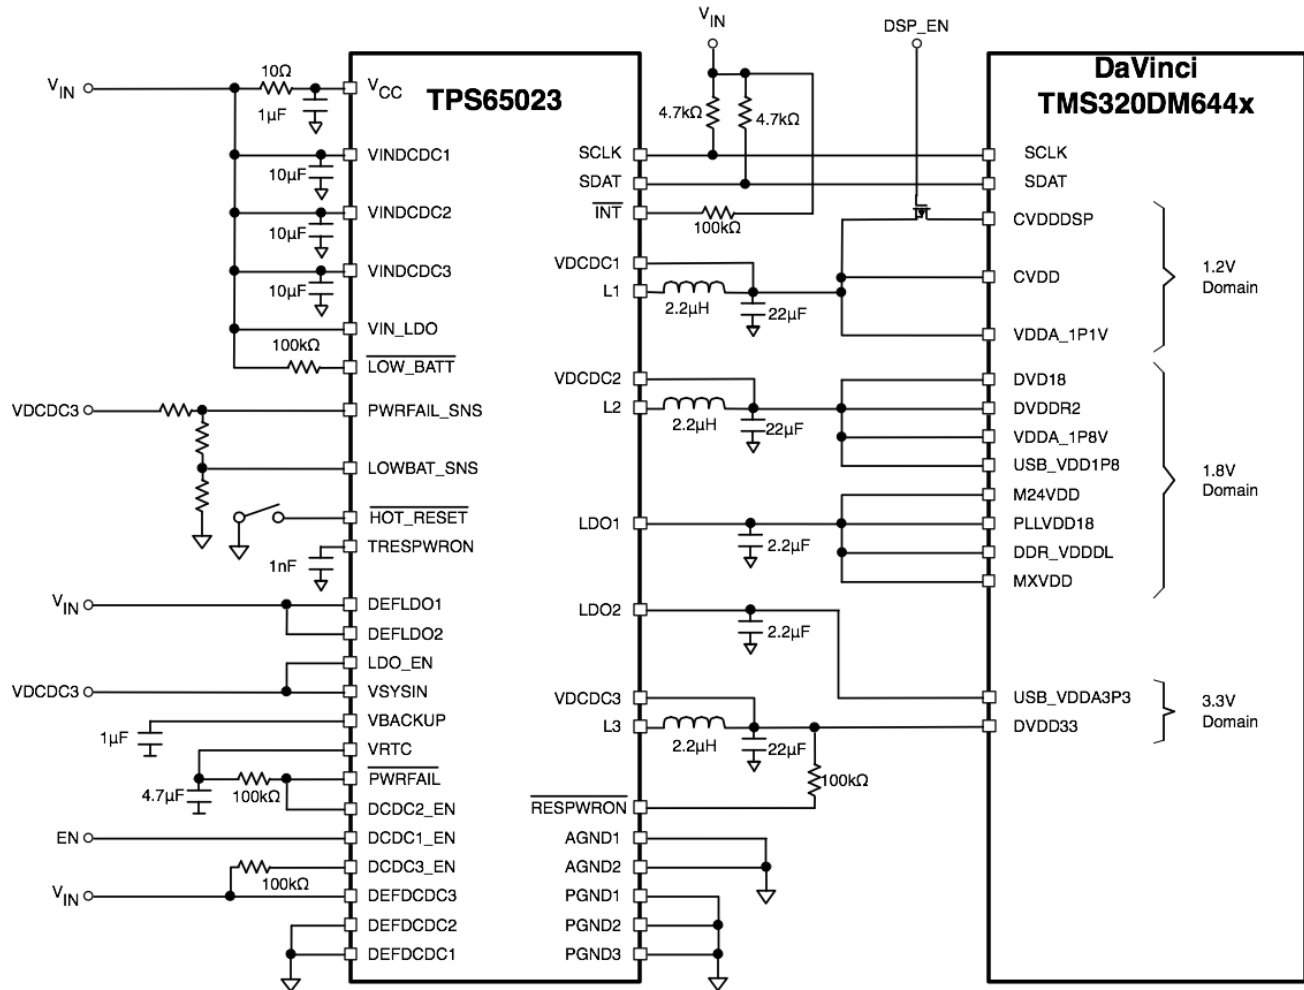 VIN
DSP_EN
VIN
10Ω
1µF
VCC
TPS65023
DaVinci
TMS320DM644x
4.7kΩ
4.7kΩ
VINDCDC1
10µF
SCLK
SCLK
SDAT
SDAT
VINDCDC2
10µF
INT
100kΩ
CVDDDSP
VINDCDC3
10µF
VDCDC1
L1
2.2µH
22µF
CVDD
1.2V
Domain
VIN_LDO
VDDA_1P1V
100kΩ
LOW_BATT
VDCDC2
DVD18
VDCDC3
PWRFAIL_SNS
L2
2.2µH
22µF
DVDDR2
VDDA_1P8V
LOWBAT_SNS
USB_VDD1P8
1.8V
Domain
M24VDD
HOT_RESET
LDO1
2.2µF
PLLVDD18
TRESPWRON
1nF
DDR_VDDDL
MXVDD
VIN
DEFLDO1
LDO2
2.2µF
DEFLDO2
LDO_EN
VDCDC3
VSYSIN
VDCDC3
USB_VDDA3P3
3.3V
Domain
VBACKUP
1µF
L3
2.2µH
22µF
DVDD33
VRTC
4.7µF
100kΩ
PWRFAIL
100kΩ
DCDC2_EN
RESPWRON
EN
DCDC1_EN
AGND1
DCDC3_EN
100kΩ
AGND2
VIN
DEFDCDC3
PGND1
DEFDCDC2
PGND2
DEFDCDC1
PGND3